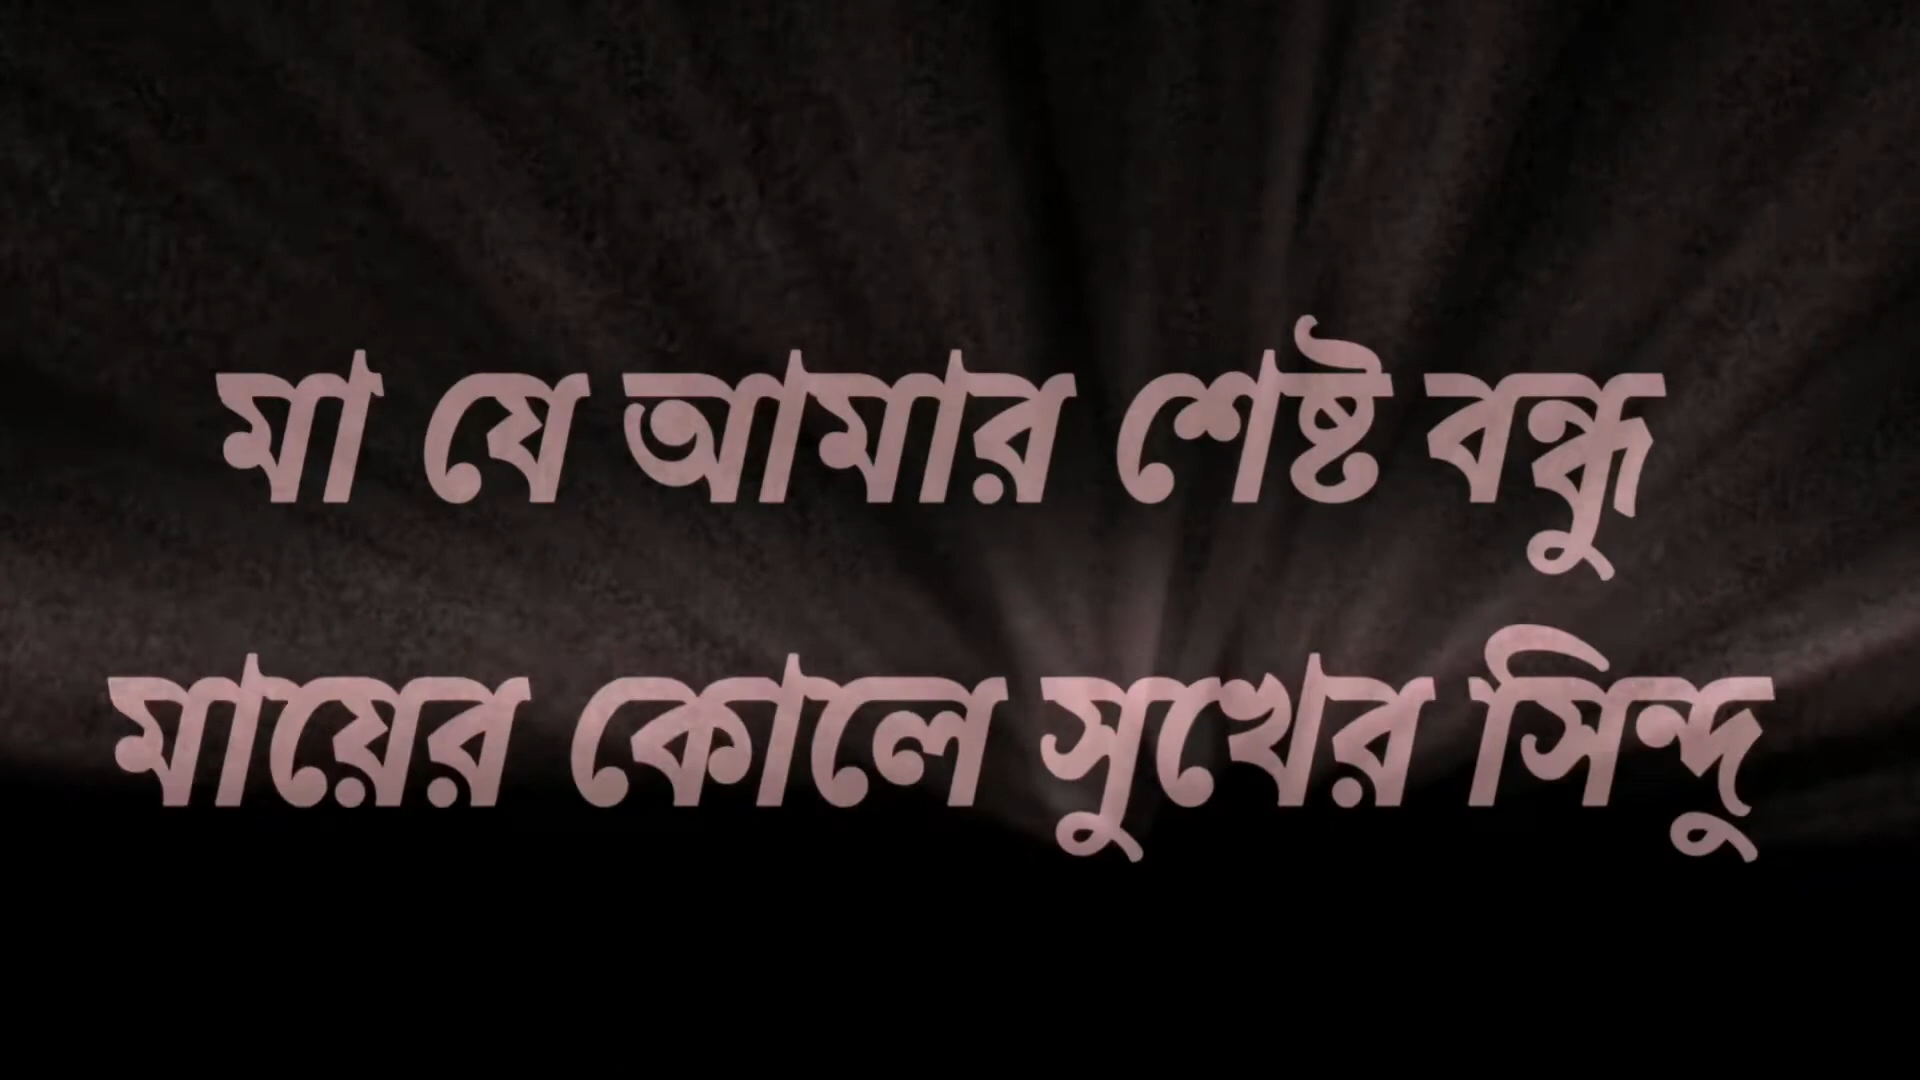 মা যে আমার শেষ্ট বন্ধু
মায়ের কোলে সুখের সিন্দু